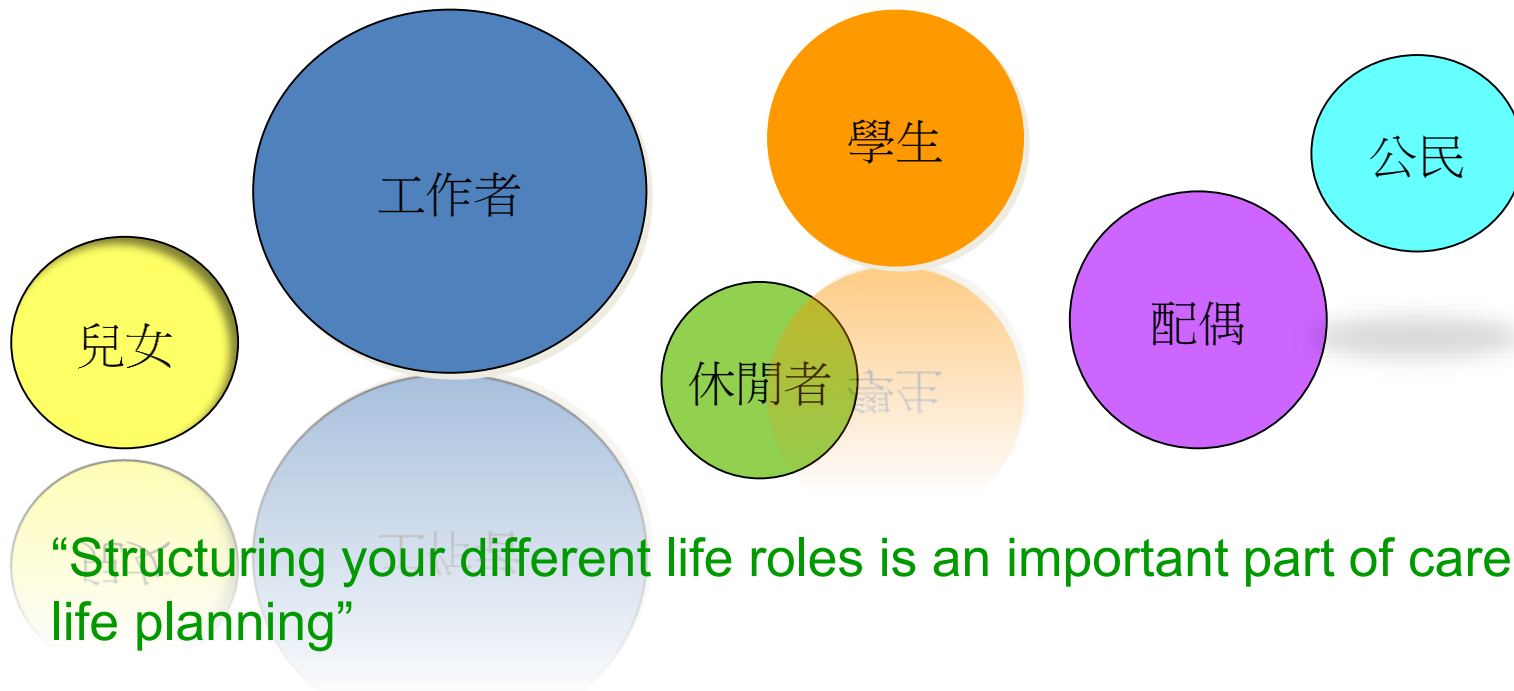 工作者
學生
公民
兒女
休閒者
配偶
“Structuring your different life roles is an important part of care
life planning”